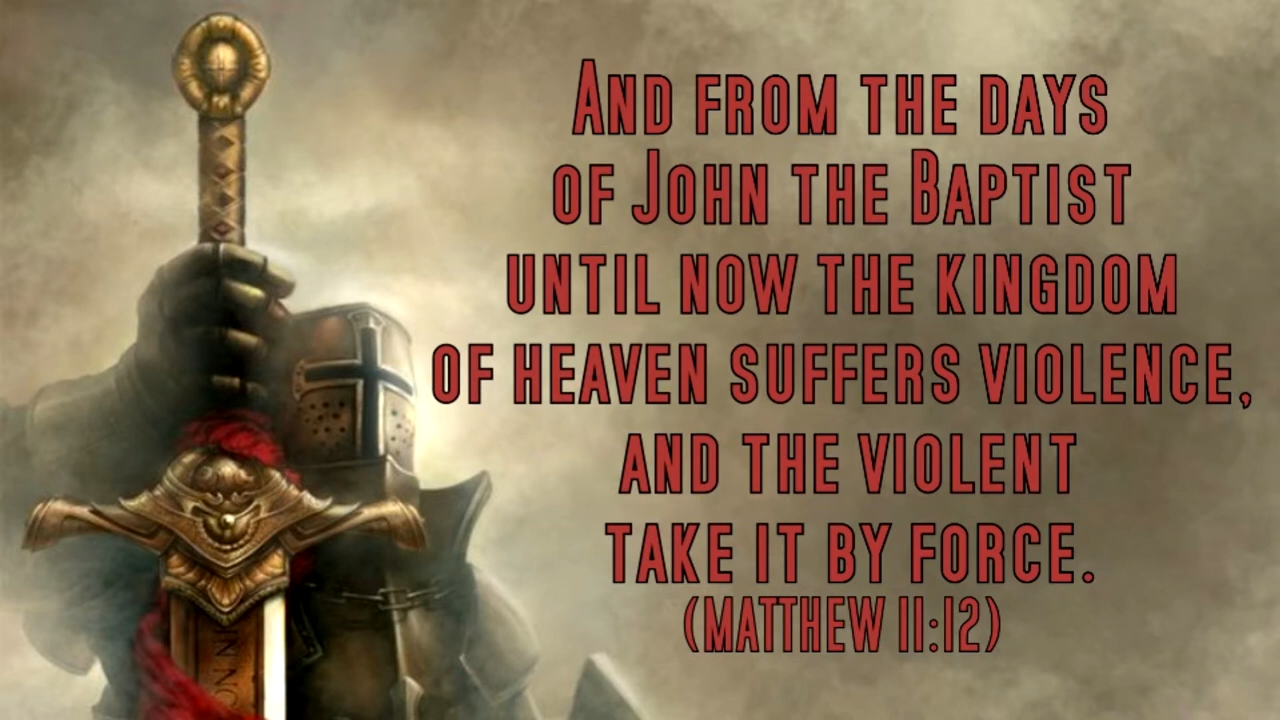 And from the days
of John the Baptist
until now the kingdom
of heaven suffers violence,
and the violent
take it by force.
(Matthew 11:12)